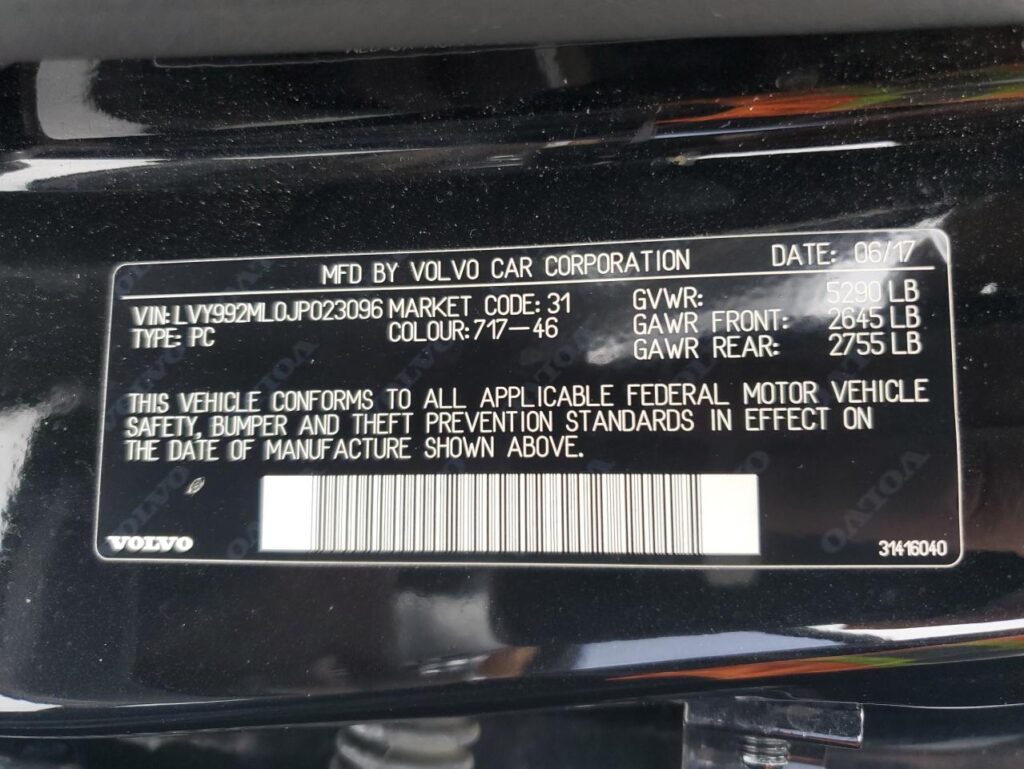 MFD BY VOLVO CAR CORPORATION DATE: 06/17
VIN: LVY992ML0JP023096 MARKET CODE: 31 GVWR: 5290 LB
TYPE: PC COLOUR: 717-46 GAWR FRONT: 2645 LB
GAWR REAR: 2755 LB
THIS VEHICLE CONFORMS TO ALL APPLICABLE FEDERAL MOTOR VEHICLE
SAFETY, BUMPER AND THEFT PREVENTION STANDARDS IN EFFECT ON
THE DATE OF MANUFACTURE SHOWN ABOVE.
VOLVO 31416040